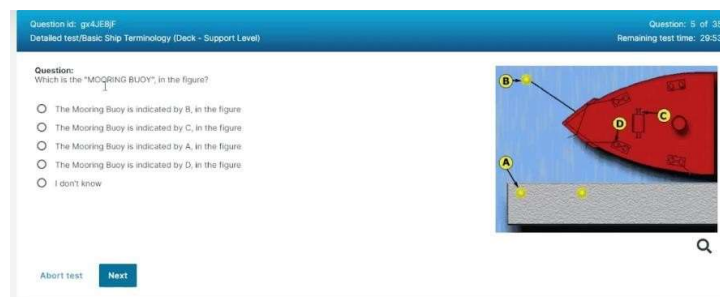 Question id: gx4JE8jF
Question: 5 of 35
Detailed test/Basic Ship Terminology (Deck - Support Level)
Remaining test time: 29:53
Question:
Which is the "MOORING BUOY", in the figure?
The Mooring Buoy is indicated by B, in the figure
The Mooring Buoy is indicated by C, in the figure
The Mooring Buoy is indicated by A, in the figure
The Mooring Buoy is indicated by D, in the figure
I don't know
B
C
D
A
Abort test
Next